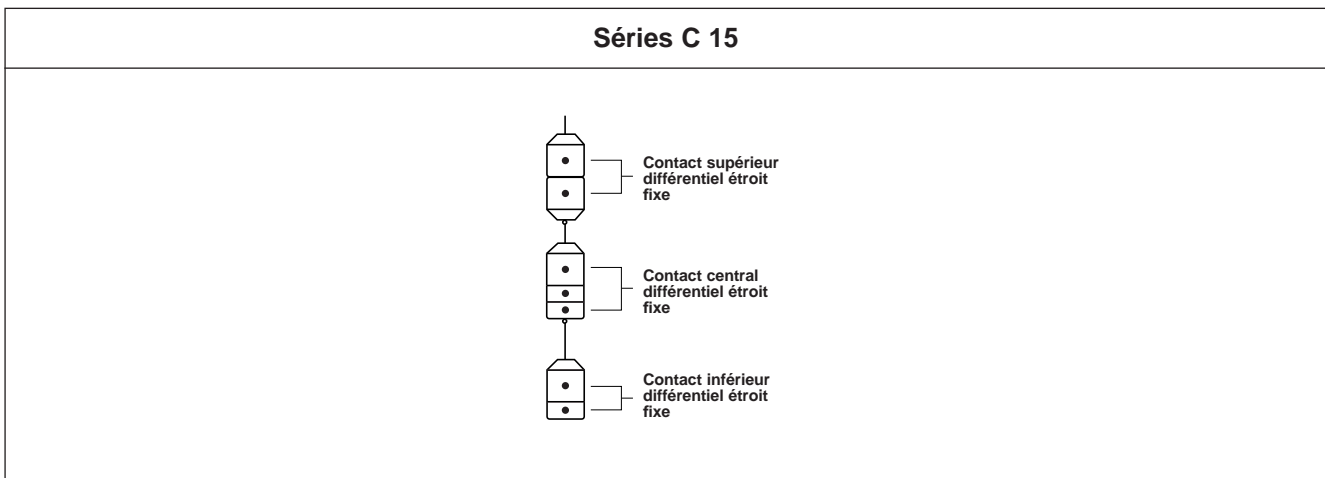 Séries C 15
Contact supérieur
différentiel étroit
fixe
Contact central
différentiel étroit
fixe
Contact inférieur
différentiel étroit
fixe